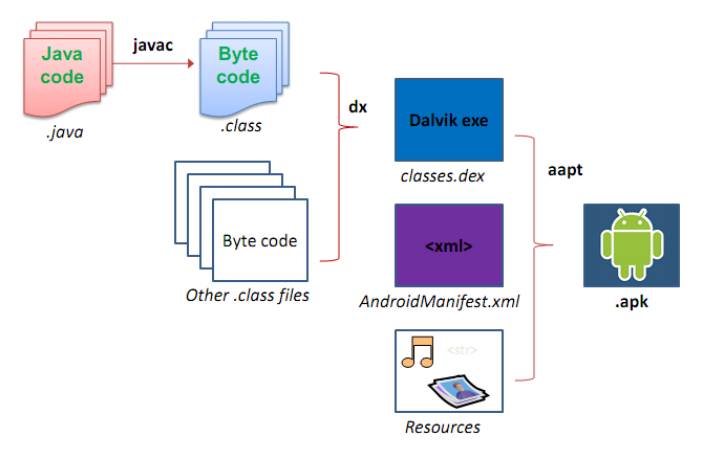 Java
code
javac
Byte
code
.java
.class
dx
Dalvik exe
classes.dex
aapt
Byte code
Other .class files
<xml>
AndroidManifest.xml
.apk
<str>
Resources